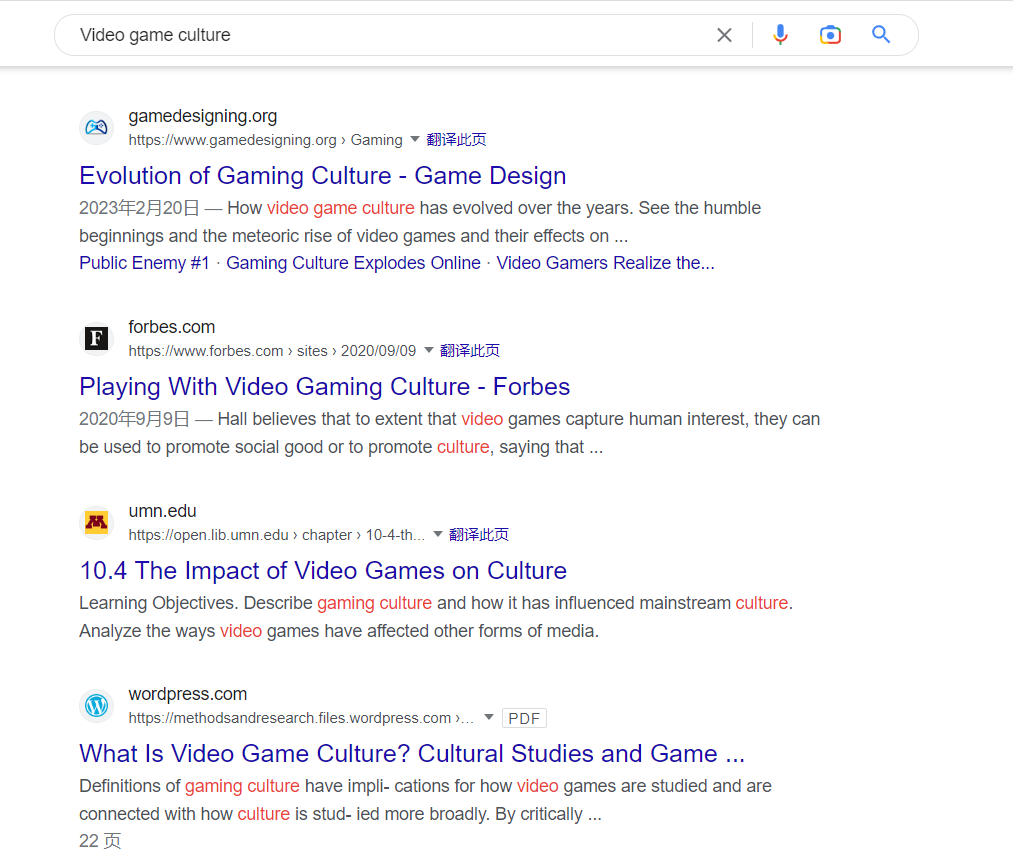 Video game culture
gamedesigning.org
https://www.gamedesigning.org › Gaming 翻译此页
Evolution of Gaming Culture - Game Design
2023年2月20日 — How video game culture has evolved over the years. See the humble
beginnings and the meteoric rise of video games and their effects on ...
Public Enemy #1 · Gaming Culture Explodes Online · Video Gamers Realize the...
F
forbes.com
https://www.forbes.com › sites › 2020/09/09 翻译此页
Playing With Video Gaming Culture - Forbes
2020年9月9日 — Hall believes that to extent that video games capture human interest, they can
be used to promote social good or to promote culture, saying that ...
M
umn.edu
https://open.lib.umn.edu › chapter › 10-4-th... 翻译此页
10.4 The Impact of Video Games on Culture
Learning Objectives. Describe gaming culture and how it has influenced mainstream culture.
Analyze the ways video games have affected other forms of media.
W
wordpress.com
https://methodsandresearch.files.wordpress.com ›... PDF
What Is Video Game Culture? Cultural Studies and Game ...
Definitions of gaming culture have impli- cations for how video games are studied and are
connected with how culture is stud- ied more broadly. By critically ...
22 页